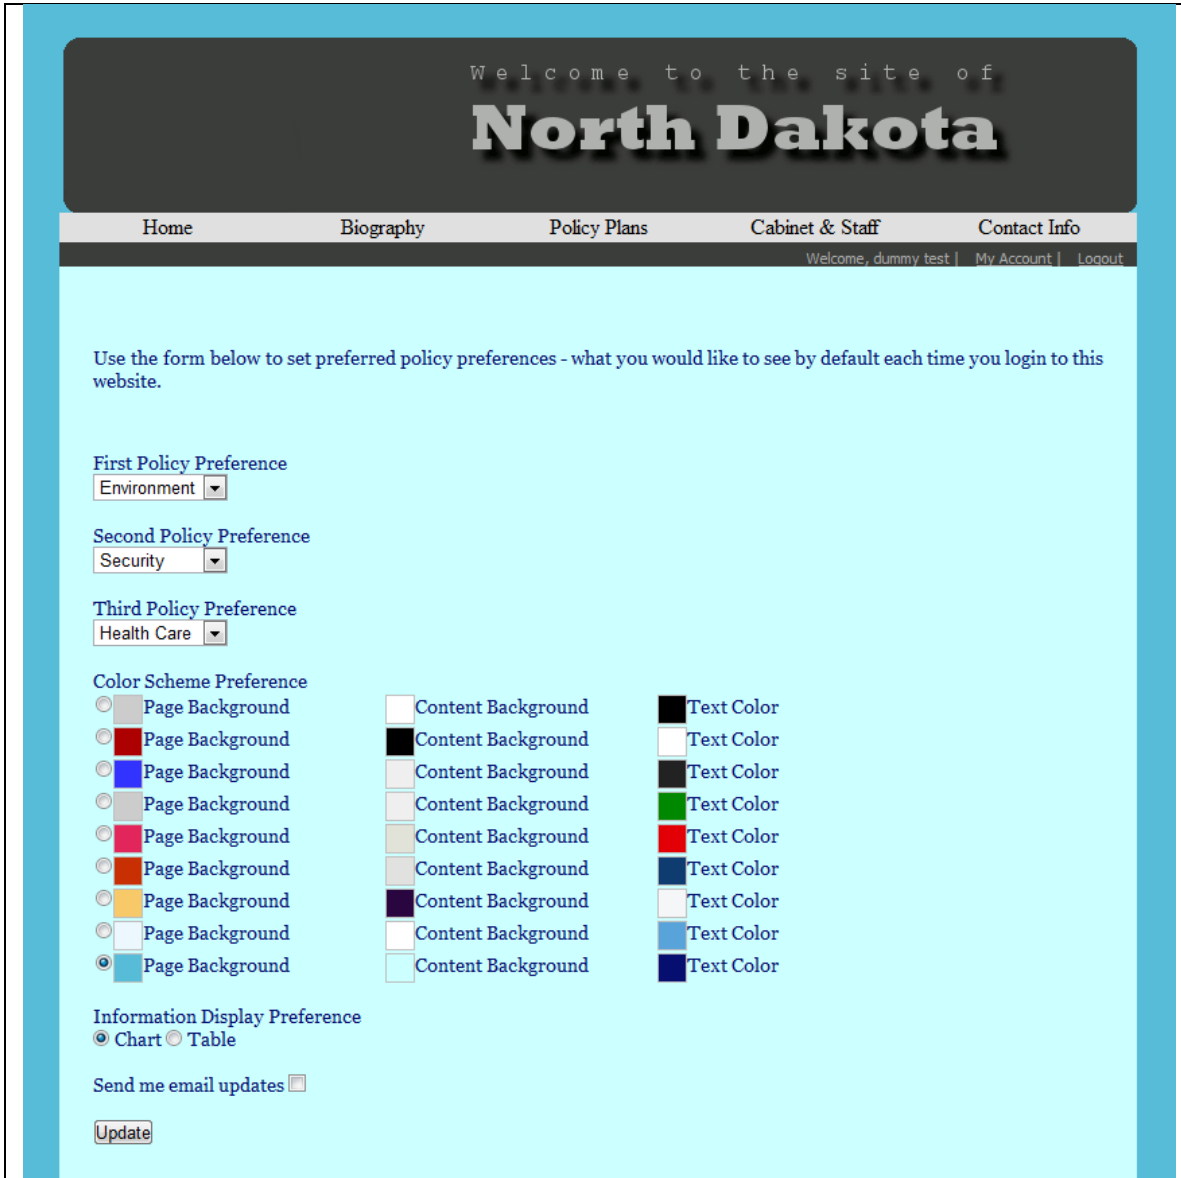 Welcome to the site of
North Dakota
Home Biography Policy Plans Cabinet & Staff Contact Info
Welcome, dummy test | My Account | Logout
Use the form below to set preferred policy preferences - what you would like to see by default each time you login to this
website.
First Policy Preference
Environment
Second Policy Preference
Security
Third Policy Preference
Health Care
Color Scheme Preference
Page Background Content Background Text Color
Page Background Content Background Text Color
Page Background Content Background Text Color
Page Background Content Background Text Color
Page Background Content Background Text Color
Page Background Content Background Text Color
Page Background Content Background Text Color
Page Background Content Background Text Color
Page Background Content Background Text Color
Information Display Preference
Chart Table
Send me email updates
Update